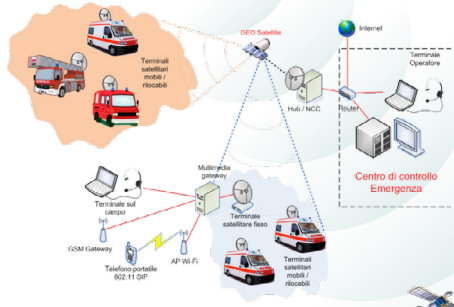 GEO Satellite
Internet
Terminali
satellitari
mobili /
rilocabili
Terminale
Operatore
Hub / NCC
Router
Centro di controllo
Emergenza
Multimedia
gateway
Terminale sul
campo
Terminale
satellitare fisso
GSM Gateway
AP Wi-Fi
Telefono portatile
802.11 SIP
Terminali
satellitari
mobili /
rilocabili